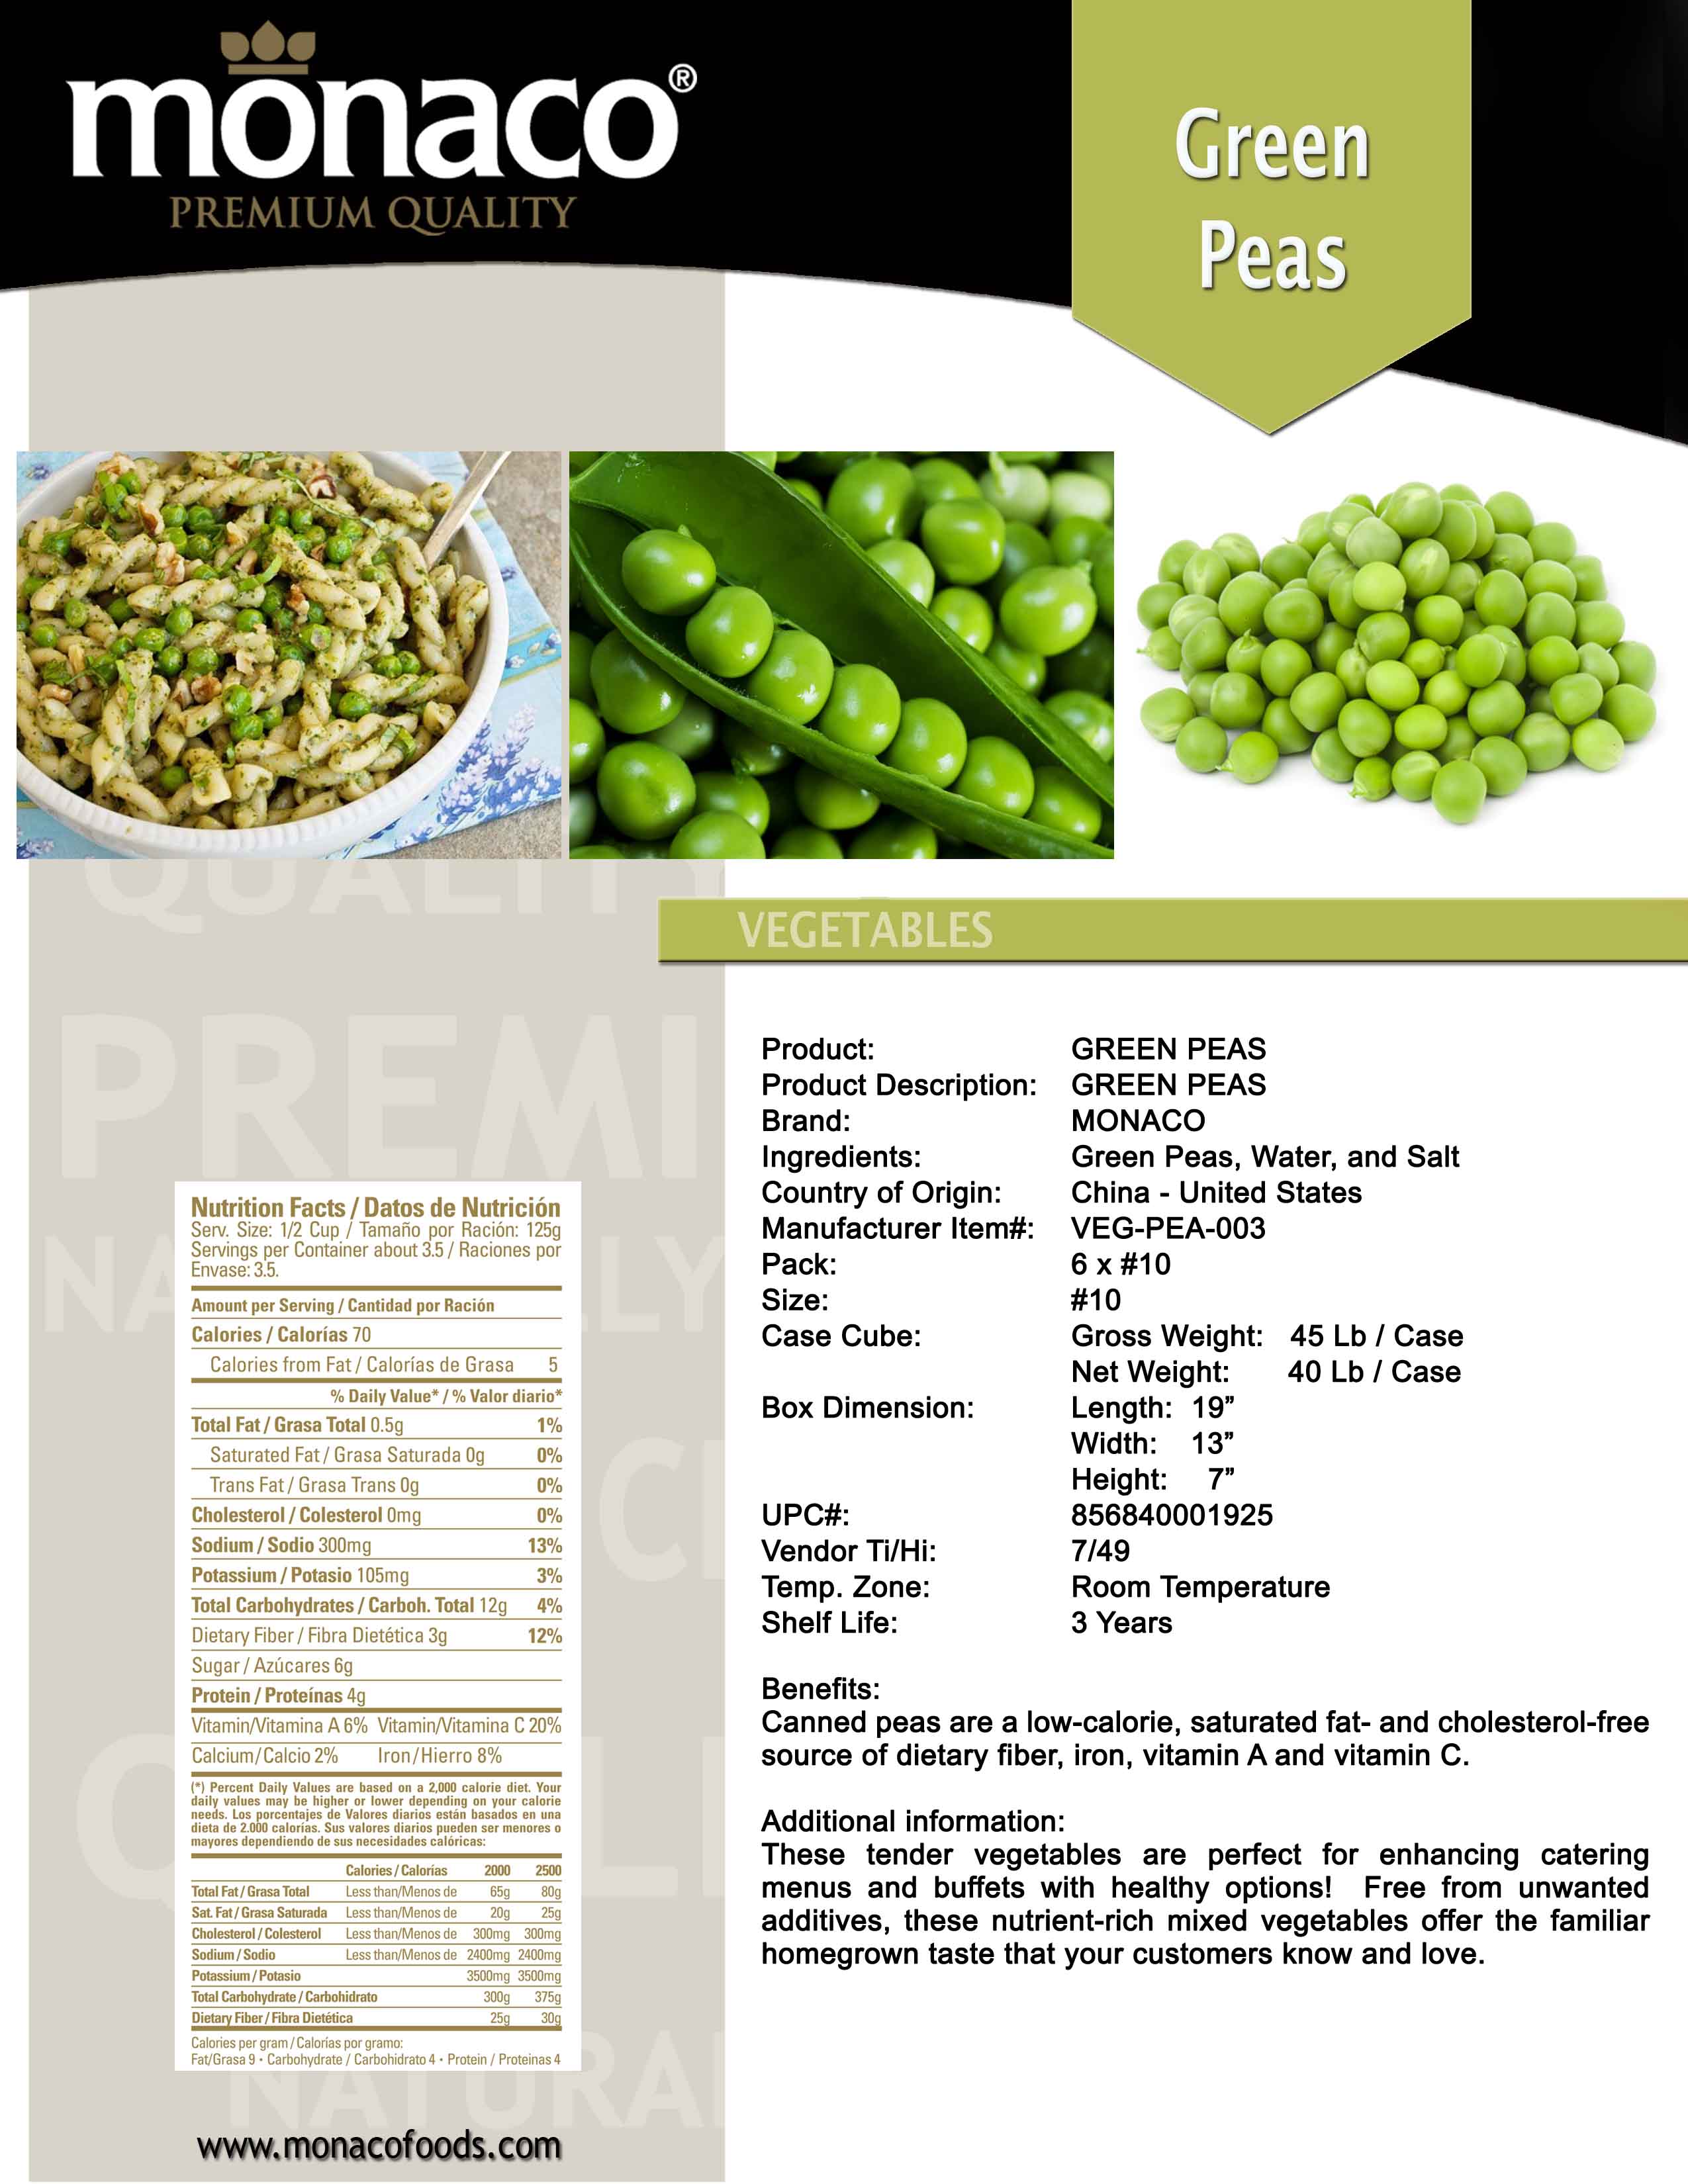 monaco®
PREMIUM QUALITY
Green
Peas
QUALITY
VEGETABLES
PREMI
Product: GREEN PEAS
Product Description: GREEN PEAS
Brand: MONACO
Ingredients: Green Peas, Water, and Salt
Country of Origin: China - United States
Manufacturer Item#: VEG-PEA-003
Pack: 6 x #10
Size: #10
Case Cube: Gross Weight: 45 Lb / Case
Net Weight: 40 Lb / Case
Box Dimension: Length: 19”
Width: 13”
Height: 7”
UPC#: 856840001925
Vendor Ti/Hi: 7/49
Temp. Zone: Room Temperature
Shelf Life: 3 Years
Benefits:
Canned peas are a low-calorie, saturated fat- and cholesterol-free
source of dietary fiber, iron, vitamin A and vitamin C.
Additional information:
These tender vegetables are perfect for enhancing catering
menus and buffets with healthy options! Free from unwanted
additives, these nutrient-rich mixed vegetables offer the familiar
homegrown taste that your customers know and love.
Nutrition Facts / Datos de Nutrición
Serv. Size: 1/2 Cup / Tamaño por Ración: 125g
Servings per Container about 3.5 / Raciones por
Envase: 3.5.
Amount per Serving / Cantidad por Ración
Calories / Calorías 70
Calories from Fat / Calorías de Grasa 5
% Daily Value* / % Valor diario*
Total Fat / Grasa Total 0.5g 1%
Saturated Fat / Grasa Saturada 0g 0%
Trans Fat / Grasa Trans 0g 0%
Cholesterol / Colesterol 0mg 0%
Sodium / Sodio 300mg 13%
Potassium / Potasio 105mg 3%
Total Carbohydrates / Carboh. Total 12g 4%
Dietary Fiber / Fibra Dietética 3g 12%
Sugar / Azúcares 6g
Protein / Proteínas 4g
Vitamin/Vitamina A 6% Vitamin/Vitamina C 20%
Calcium/Calcio 2% Iron/Hierro 8%
(*) Percent Daily Values are based on a 2,000 calorie diet. Your
daily values may be higher or lower depending on your calorie
needs. Los porcentajes de Valores diarios están basados en una
dieta de 2.000 calorías. Sus valores diarios pueden ser menores o
mayores dependiendo de sus necesidades calóricas:
Calories / Calorías 2000 2500
Total Fat / Grasa Total Less than/Menos de 65g 80g
Sat. Fat / Grasa Saturada Less than/Menos de 20g 25g
Cholesterol / Colesterol Less than/Menos de 300mg 300mg
Sodium / Sodio Less than/Menos de 2400mg 2400mg
Potassium / Potasio 3500mg 3500mg
Total Carbohydrate / Carbohidrato 300g 375g
Dietary Fiber / Fibra Dietética 25g 30g
Calories per gram / Calorías por gramo:
Fat/Grasa 9 • Carbohydrate / Carbohidrato 4 • Protein / Proteinas 4
NATURAL
www.monacofoods.com